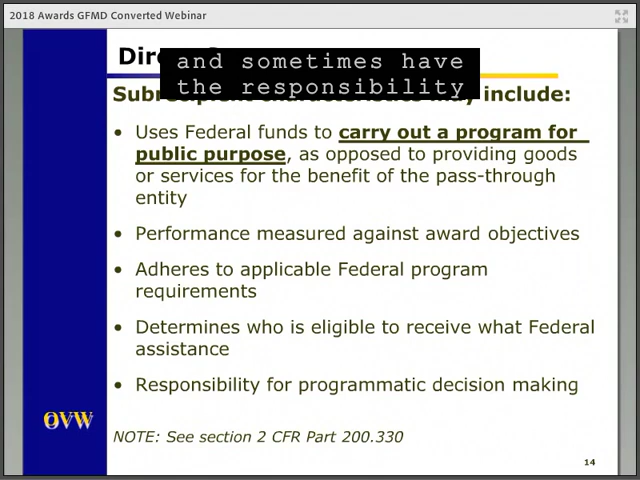 2018 Awards GFMD Converted Webinar
and sometimes have
the responsibility
include:
• Uses Federal funds to carry out a program for
public purpose, as opposed to providing goods
or services for the benefit of the pass-through
entity
• Performance measured against award objectives
• Adheres to applicable Federal program
requirements
• Determines who is eligible to receive what Federal
assistance
• Responsibility for programmatic decision making
OVW
NOTE: See section 2 CFR Part 200.330
14